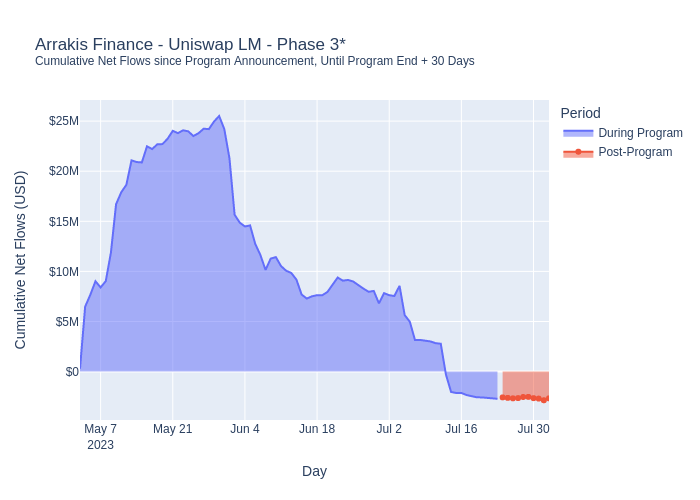 Arrakis Finance - Uniswap LM - Phase 3*
Cumulative Net Flows since Program Announcement, Until Program End + 30 Days
Period
During Program
Post-Program
Cumulative Net Flows (USD)
$25M
$20M
$15M
$10M
$5M
$0
May 7
2023
May 21
Jun 4
Jun 18
Jul 2
Jul 16
Jul 30
Day